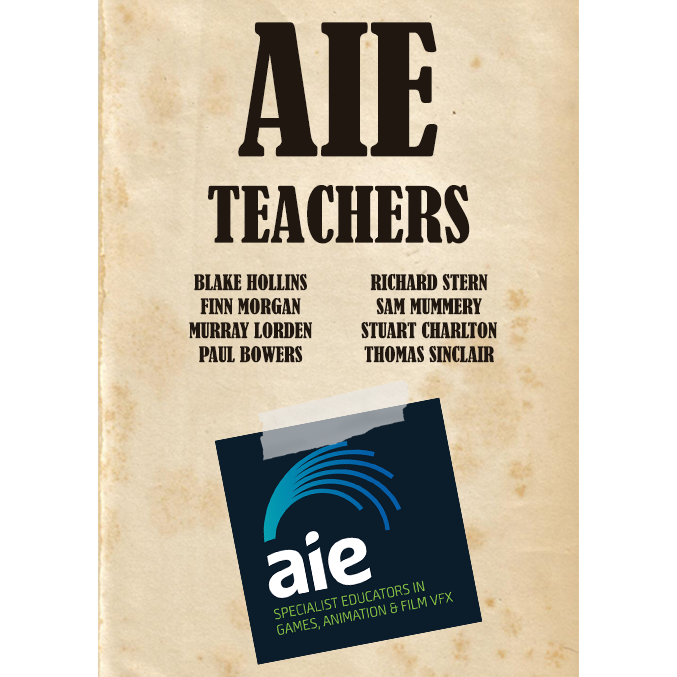 AIE
TEACHERS
BLAKE HOLLINS
FINN MORGAN
MURRAY LORDEN
PAUL BOWERS
RICHARD STERN
SAM MUMMERY
STUART CHARLTON
THOMAS SINCLAIR
aie
SPECIALIST EDUCATORS IN
GAMES, ANIMATION & FILM VFX